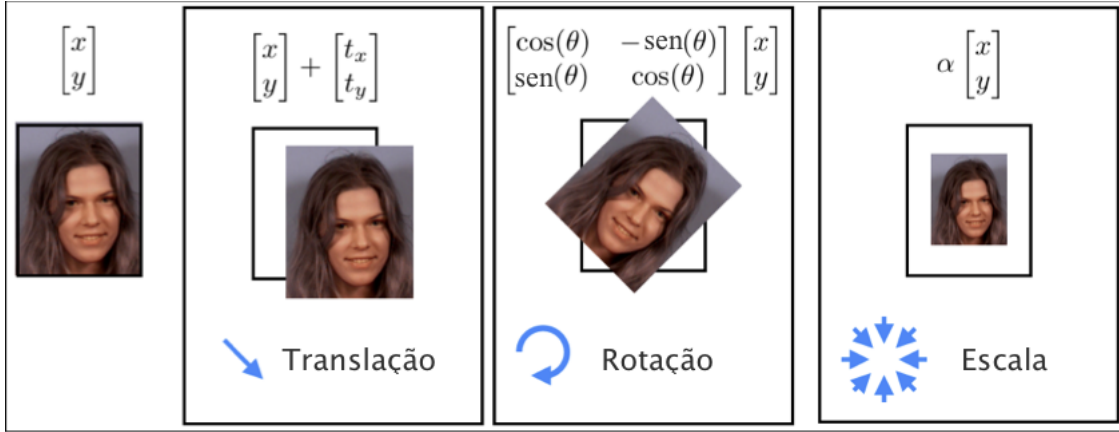 [x y]
[x y] + [t_x t_y]
[cos(θ) −sen(θ) sen(θ) cos(θ)] [x y]
α [x y]
Translação
Rotação
Escala